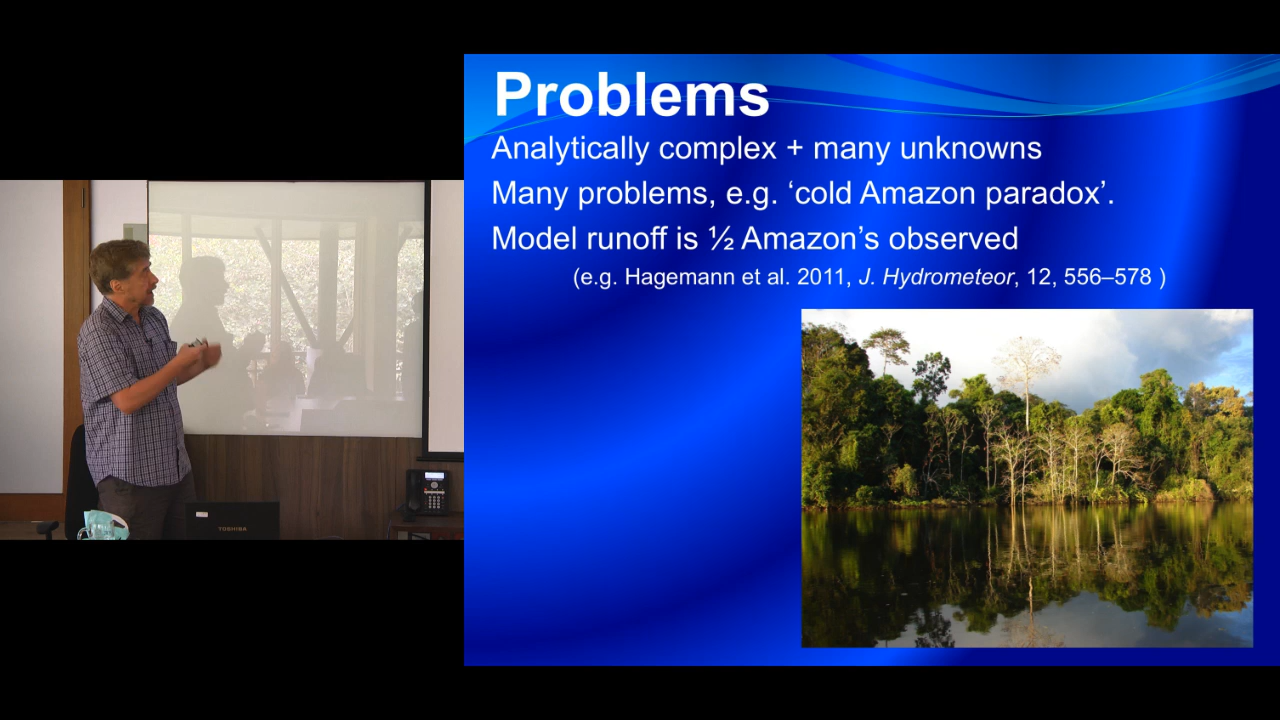 Problems
Analytically complex + many unknowns
Many problems, e.g. ‘cold Amazon paradox’.
Model runoff is ½ Amazon’s observed
(e.g. Hagemann et al. 2011, J. Hydrometeor, 12, 556–578 )
TOSHIBA